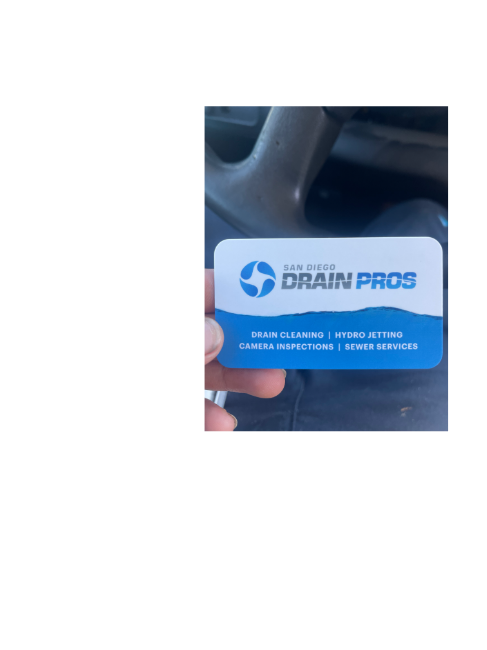 SAN DIEGO
DRAIN PROS
DRAIN CLEANING | HYDRO JETTING
CAMERA INSPECTIONS | SEWER SERVICES